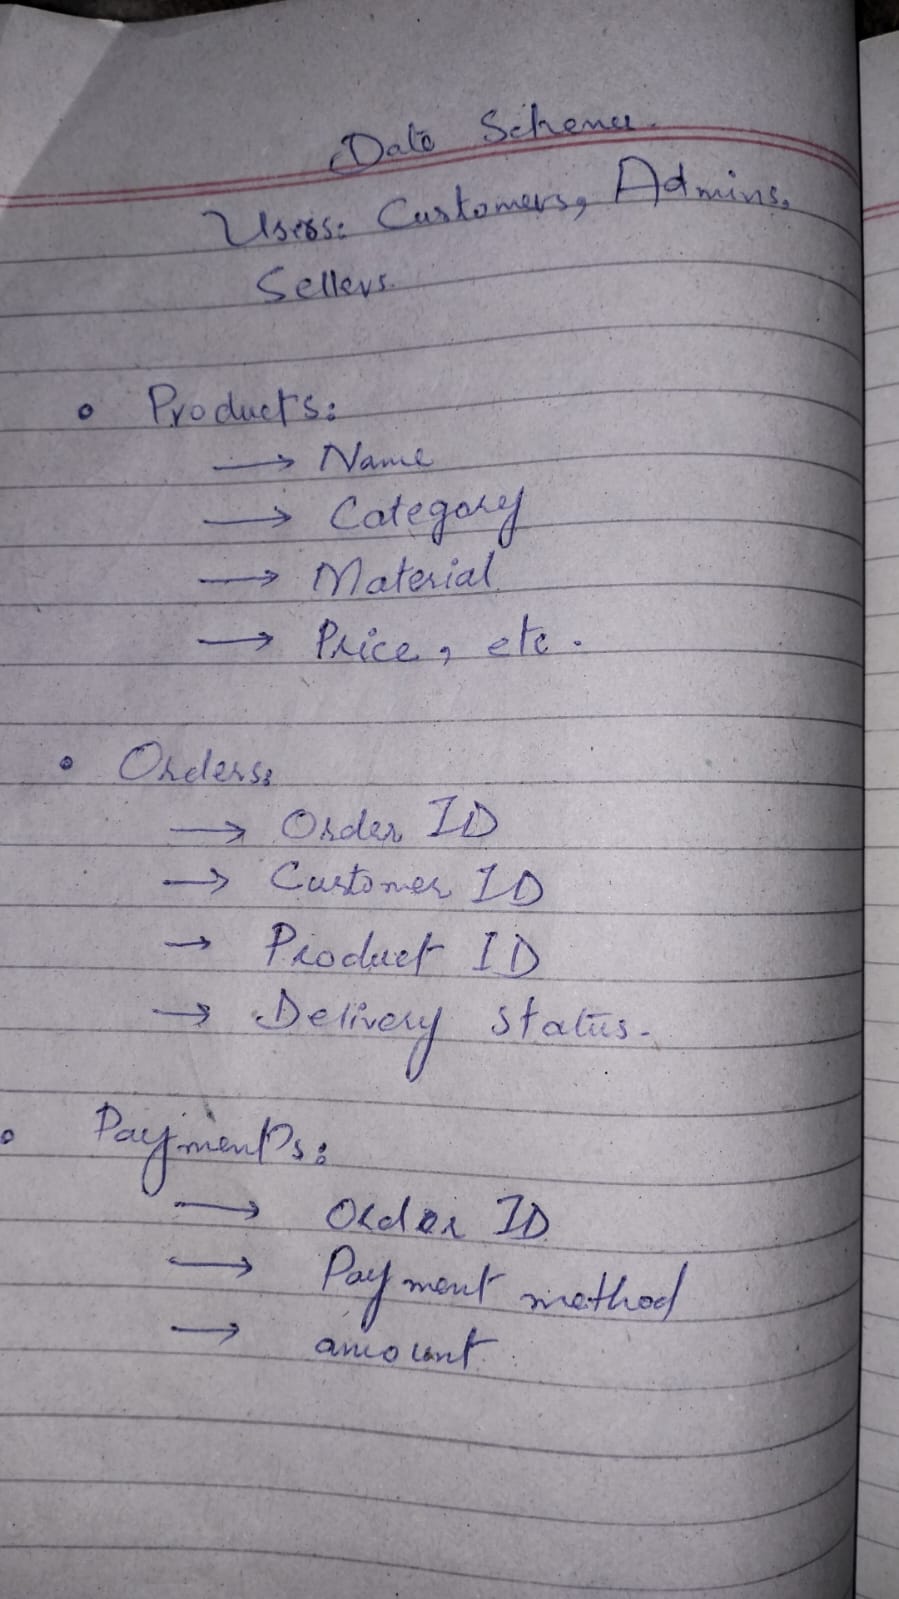 Data Schema.
Users: Customers, Admins,
Sellers.
• Products:
→ Name
→ Category
→ Material
→ Price, etc.
• Orders:
→ Order ID
→ Customer ID
→ Product ID
→ Delivery status.
• Payments:
→ Order ID
→ Payment method
→ amount.